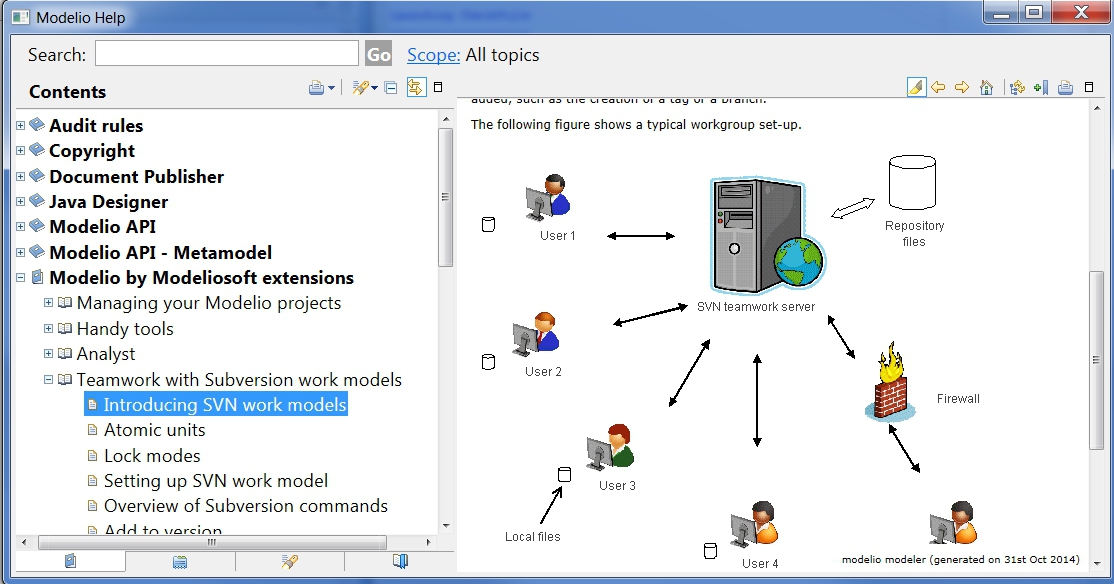 Modelio Help
Search:
Go
Scope: All topics
Contents
Audit rules
Copyright
Document Publisher
Java Designer
Modelio API
Modelio API - Metamodel
Modelio by Modeliosoft extensions
Managing your Modelio projects
Handy tools
Analyst
Teamwork with Subversion work models
Introducing SVN work models
Atomic units
Lock modes
Setting up SVN work model
Overview of Subversion commands
Add to version
added, such as the creation of a tag or a branch.
The following figure shows a typical workgroup set-up.
User 1
Repository
files
SVN teamwork server
User 2
Firewall
User 3
Local files
User 4
modelio modeler (generated on 31st Oct 2014)